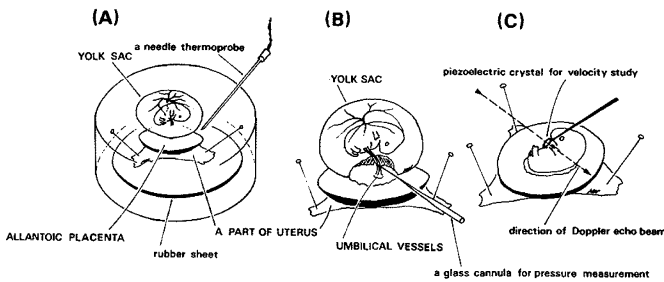 (A)
a needle thermoprobe
YOLK SAC
ALLANTOIC PLACENTA
A PART OF UTERUS
rubber sheet
(B)
YOLK SAC
UMBILICAL VESSELS
a glass cannula for pressure measurement
(C)
piezoelectric crystal for velocity study
direction of Doppler echo beam